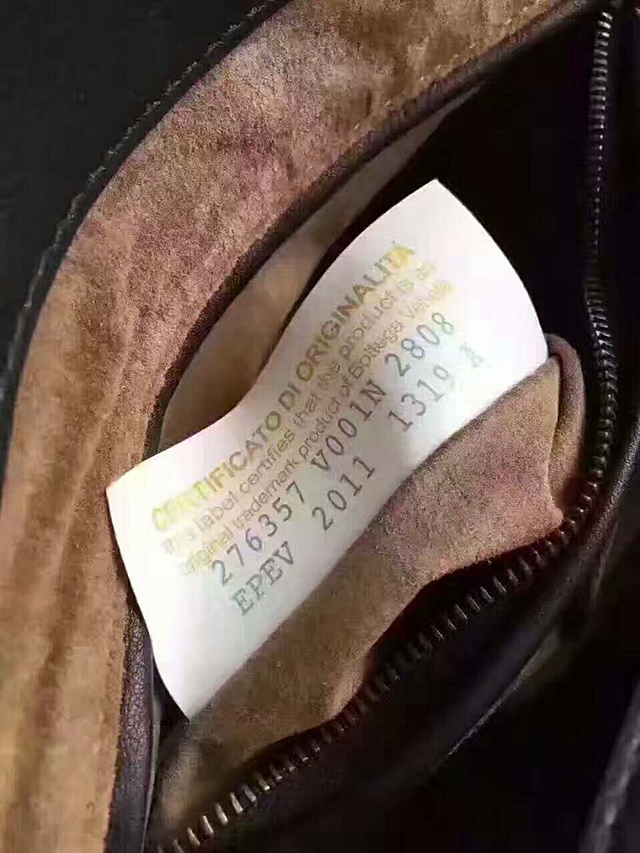 CERTIFICATO DI ORIGINALITÀ
this label certifies that the product is an
original trademark product of Bottega Veneta
276357 V001N 2808
EPEV 2011 1319 A